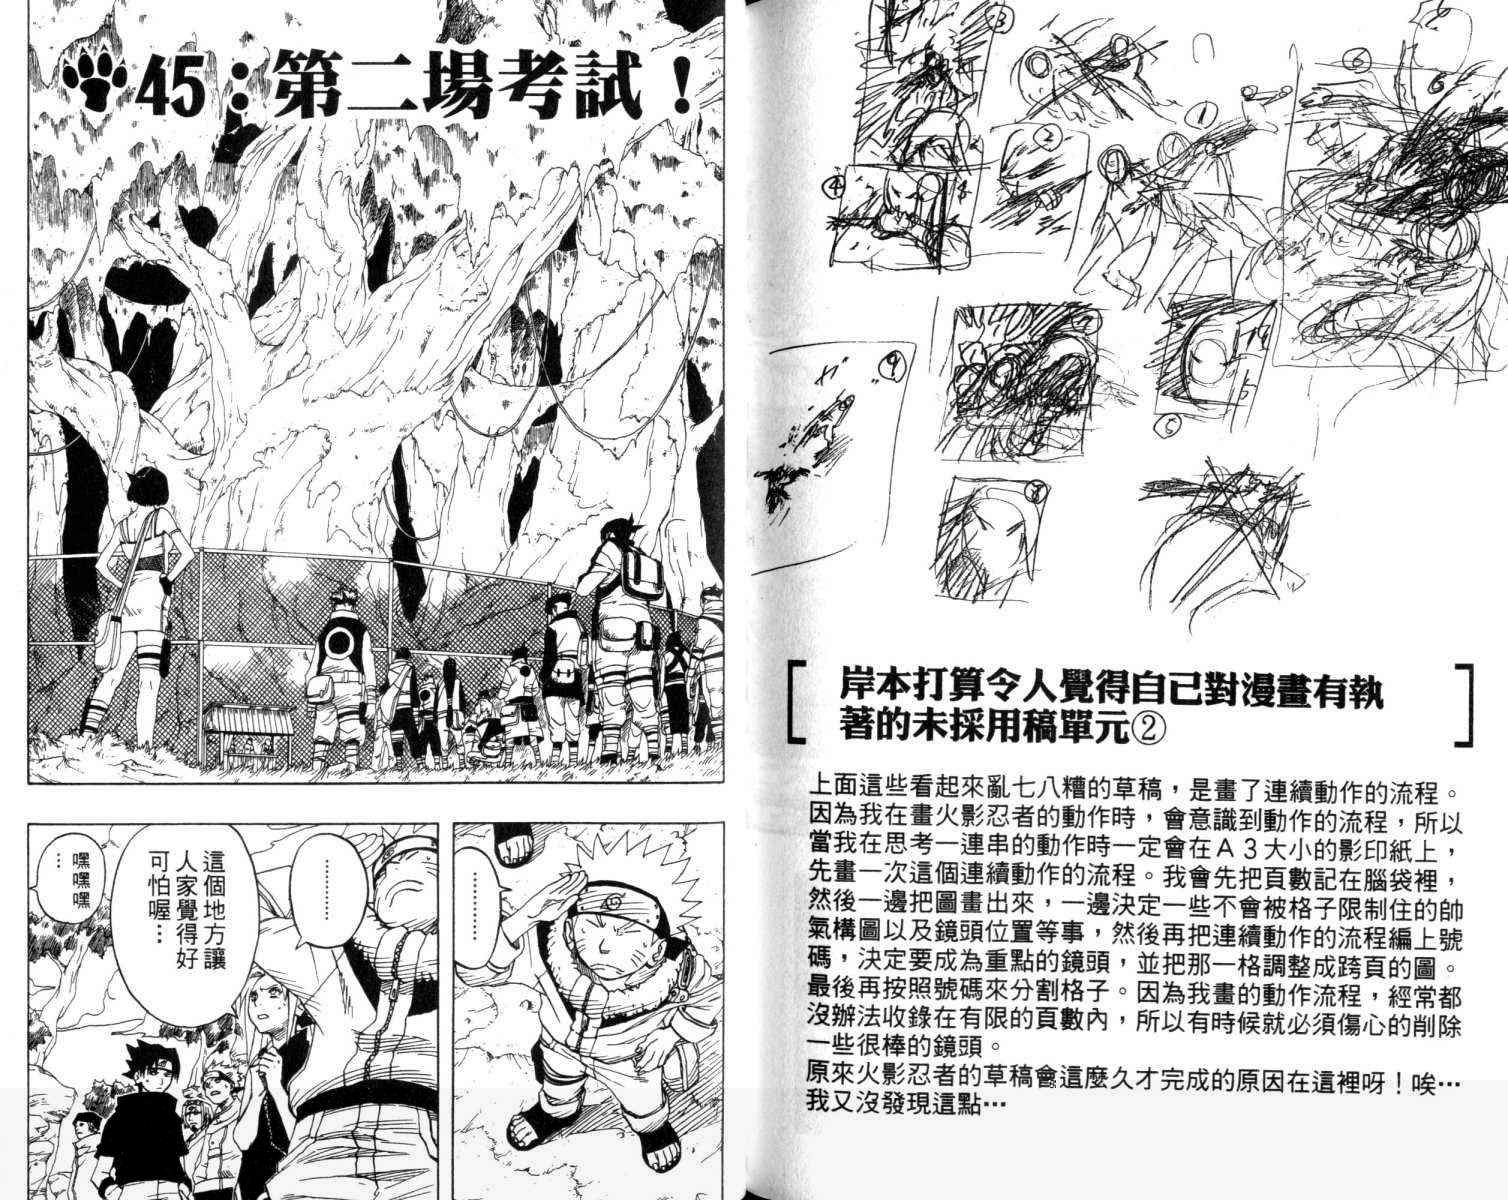 45：第二場考試！
…………
…………
這個地方讓
人家覺得好
可怕喔…
嘿嘿嘿
…
③
②
①
④
⑥
6
⑦
⑨
⑤
⑧
岸本打算令人覺得自己對漫畫有執
著的未採用稿單元②
上面這些看起來亂七八糟的草稿，是畫了連續動作的流程。
因為我在畫火影忍者的動作時，會意識到動作的流程，所以
當我在思考一連串的動作時一定會在Ａ３大小的影印紙上，
先畫一次這個連續動作的流程。我會先把頁數記在腦袋裡，
然後一邊把圖畫出來，一邊決定一些不會被格子限制住的帥
氣構圖以及鏡頭位置等事，然後再把連續動作的流程編上號
碼，決定要成為重點的鏡頭，並把那一格調整成跨頁的圖。
最後再按照號碼來分割格子。因為我畫的動作流程，經常都
沒辦法收錄在有限的頁數內，所以有時候就必須傷心的削除
一些很棒的鏡頭。
原來火影忍者的草稿會這麼久才完成的原因在這裡呀！唉…
我又沒發現這點…